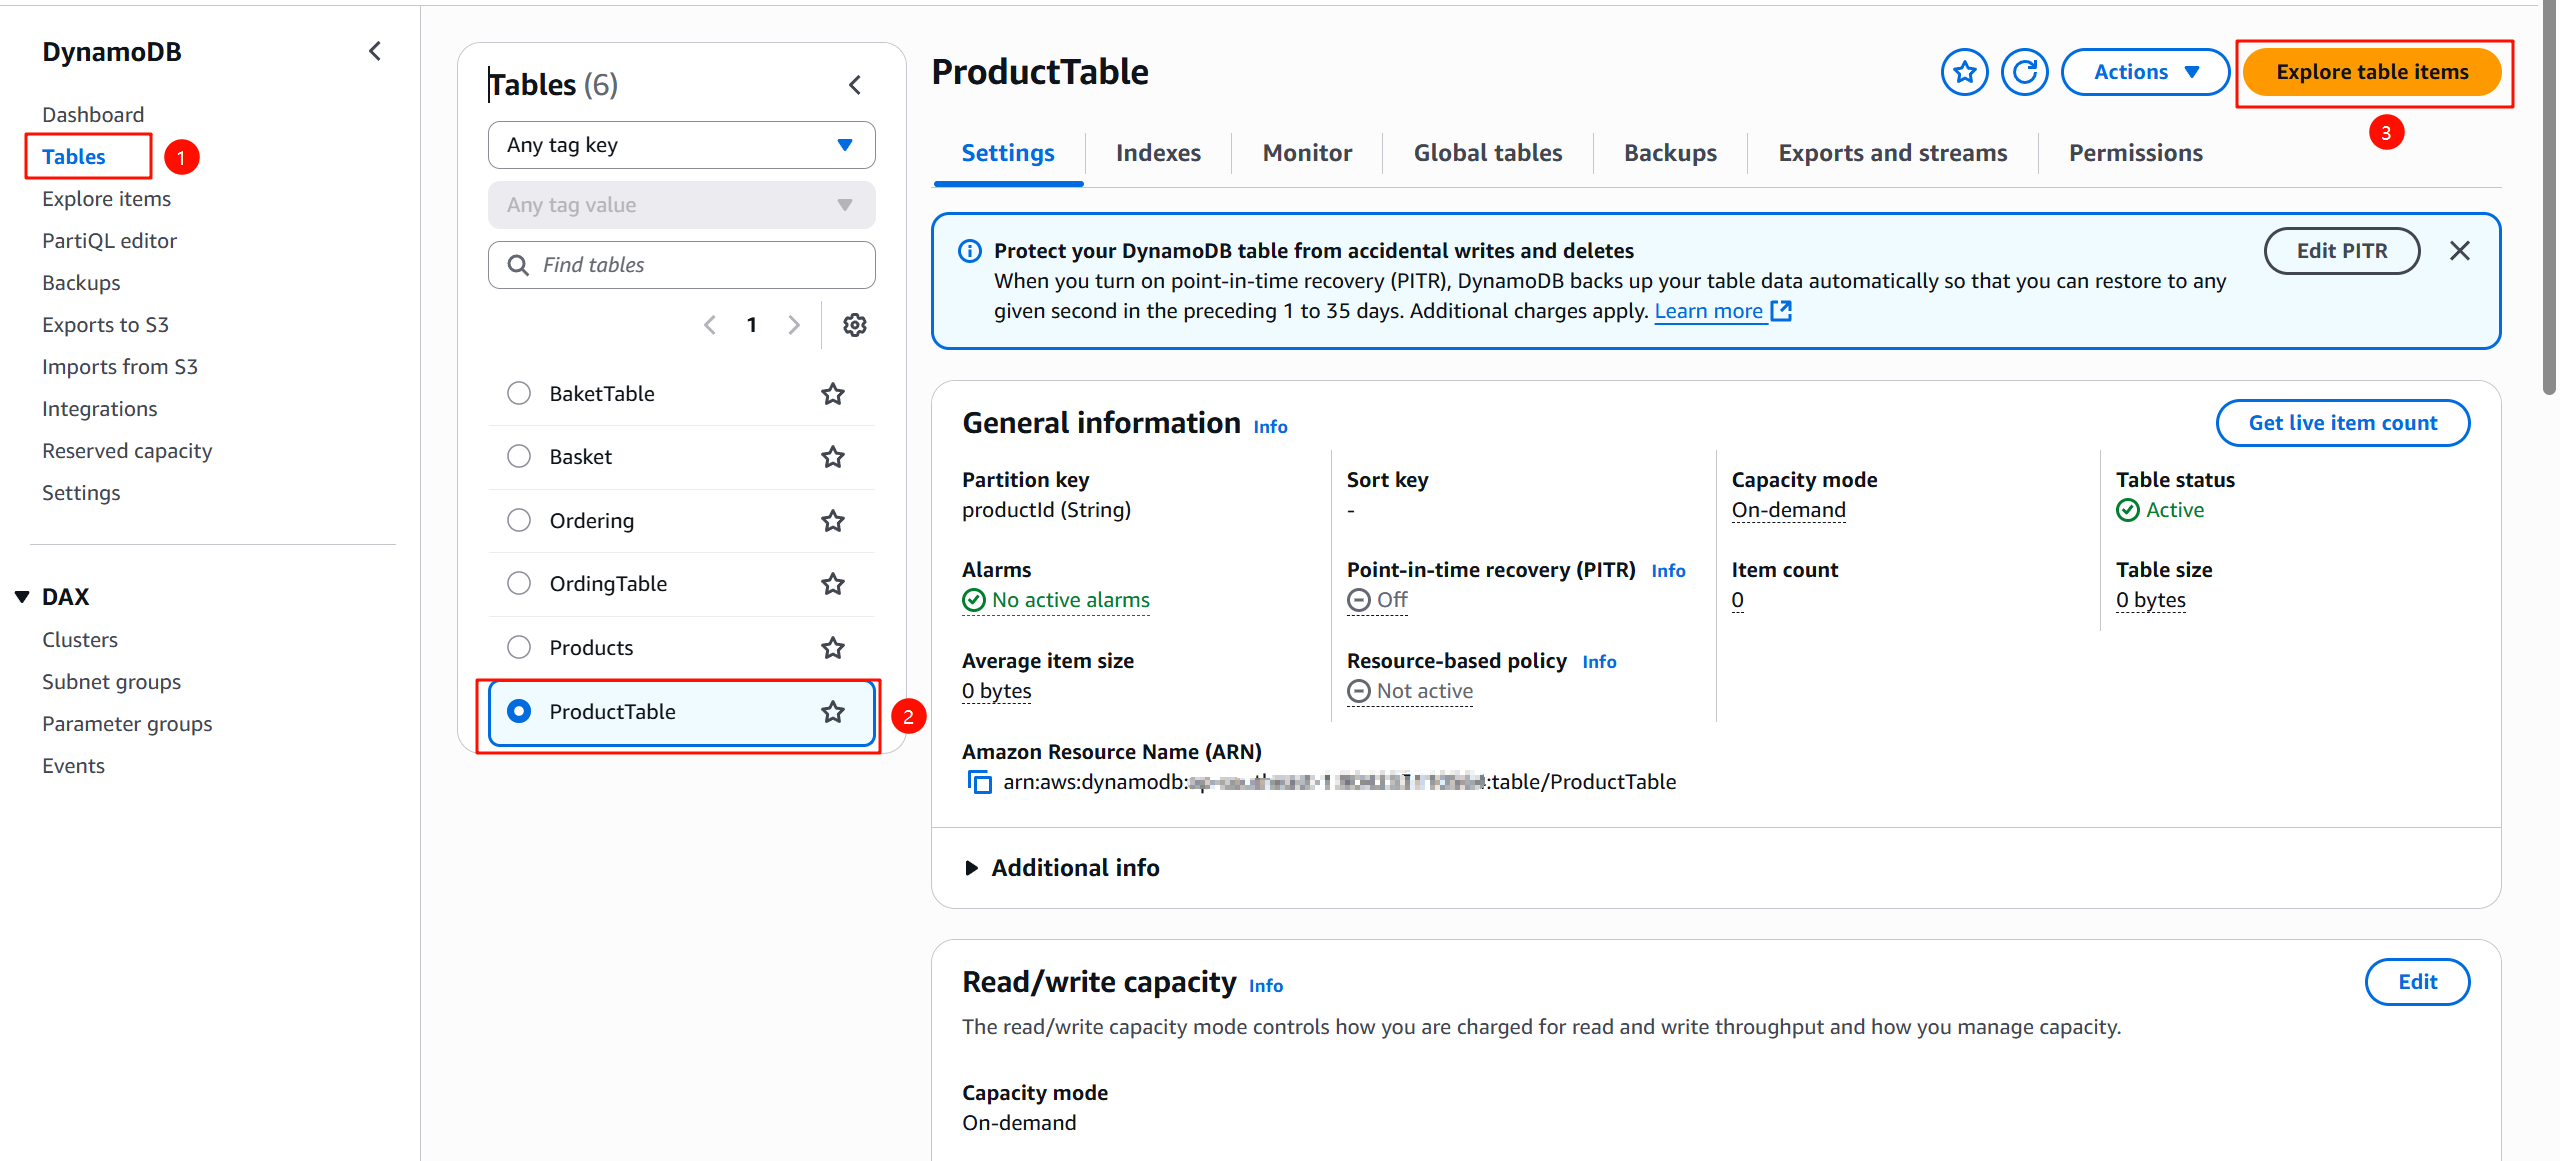 DynamoDB
Dashboard
Tables
1
Explore items
PartiQL editor
Backups
Exports to S3
Imports from S3
Integrations
Reserved capacity
Settings
DAX
Clusters
Subnet groups
Parameter groups
Events
Tables (6)
Any tag key
Any tag value
Find tables
1
BaketTable
Basket
Ordering
OrdingTable
Products
ProductTable
2
ProductTable
Actions
Explore table items
3
Settings
Indexes
Monitor
Global tables
Backups
Exports and streams
Permissions
Protect your DynamoDB table from accidental writes and deletes
When you turn on point-in-time recovery (PITR), DynamoDB backs up your table data automatically so that you can restore to any
given second in the preceding 1 to 35 days. Additional charges apply. Learn more
Edit PITR
General information Info
Get live item count
Partition key
productId (String)
Sort key
-
Capacity mode
On-demand
Table status
Active
Alarms
No active alarms
Point-in-time recovery (PITR) Info
Off
Item count
0
Table size
0 bytes
Average item size
0 bytes
Resource-based policy Info
Not active
Amazon Resource Name (ARN)
arn:aws:dynamodb: :table/ProductTable
Additional info
Read/write capacity Info
Edit
The read/write capacity mode controls how you are charged for read and write throughput and how you manage capacity.
Capacity mode
On-demand